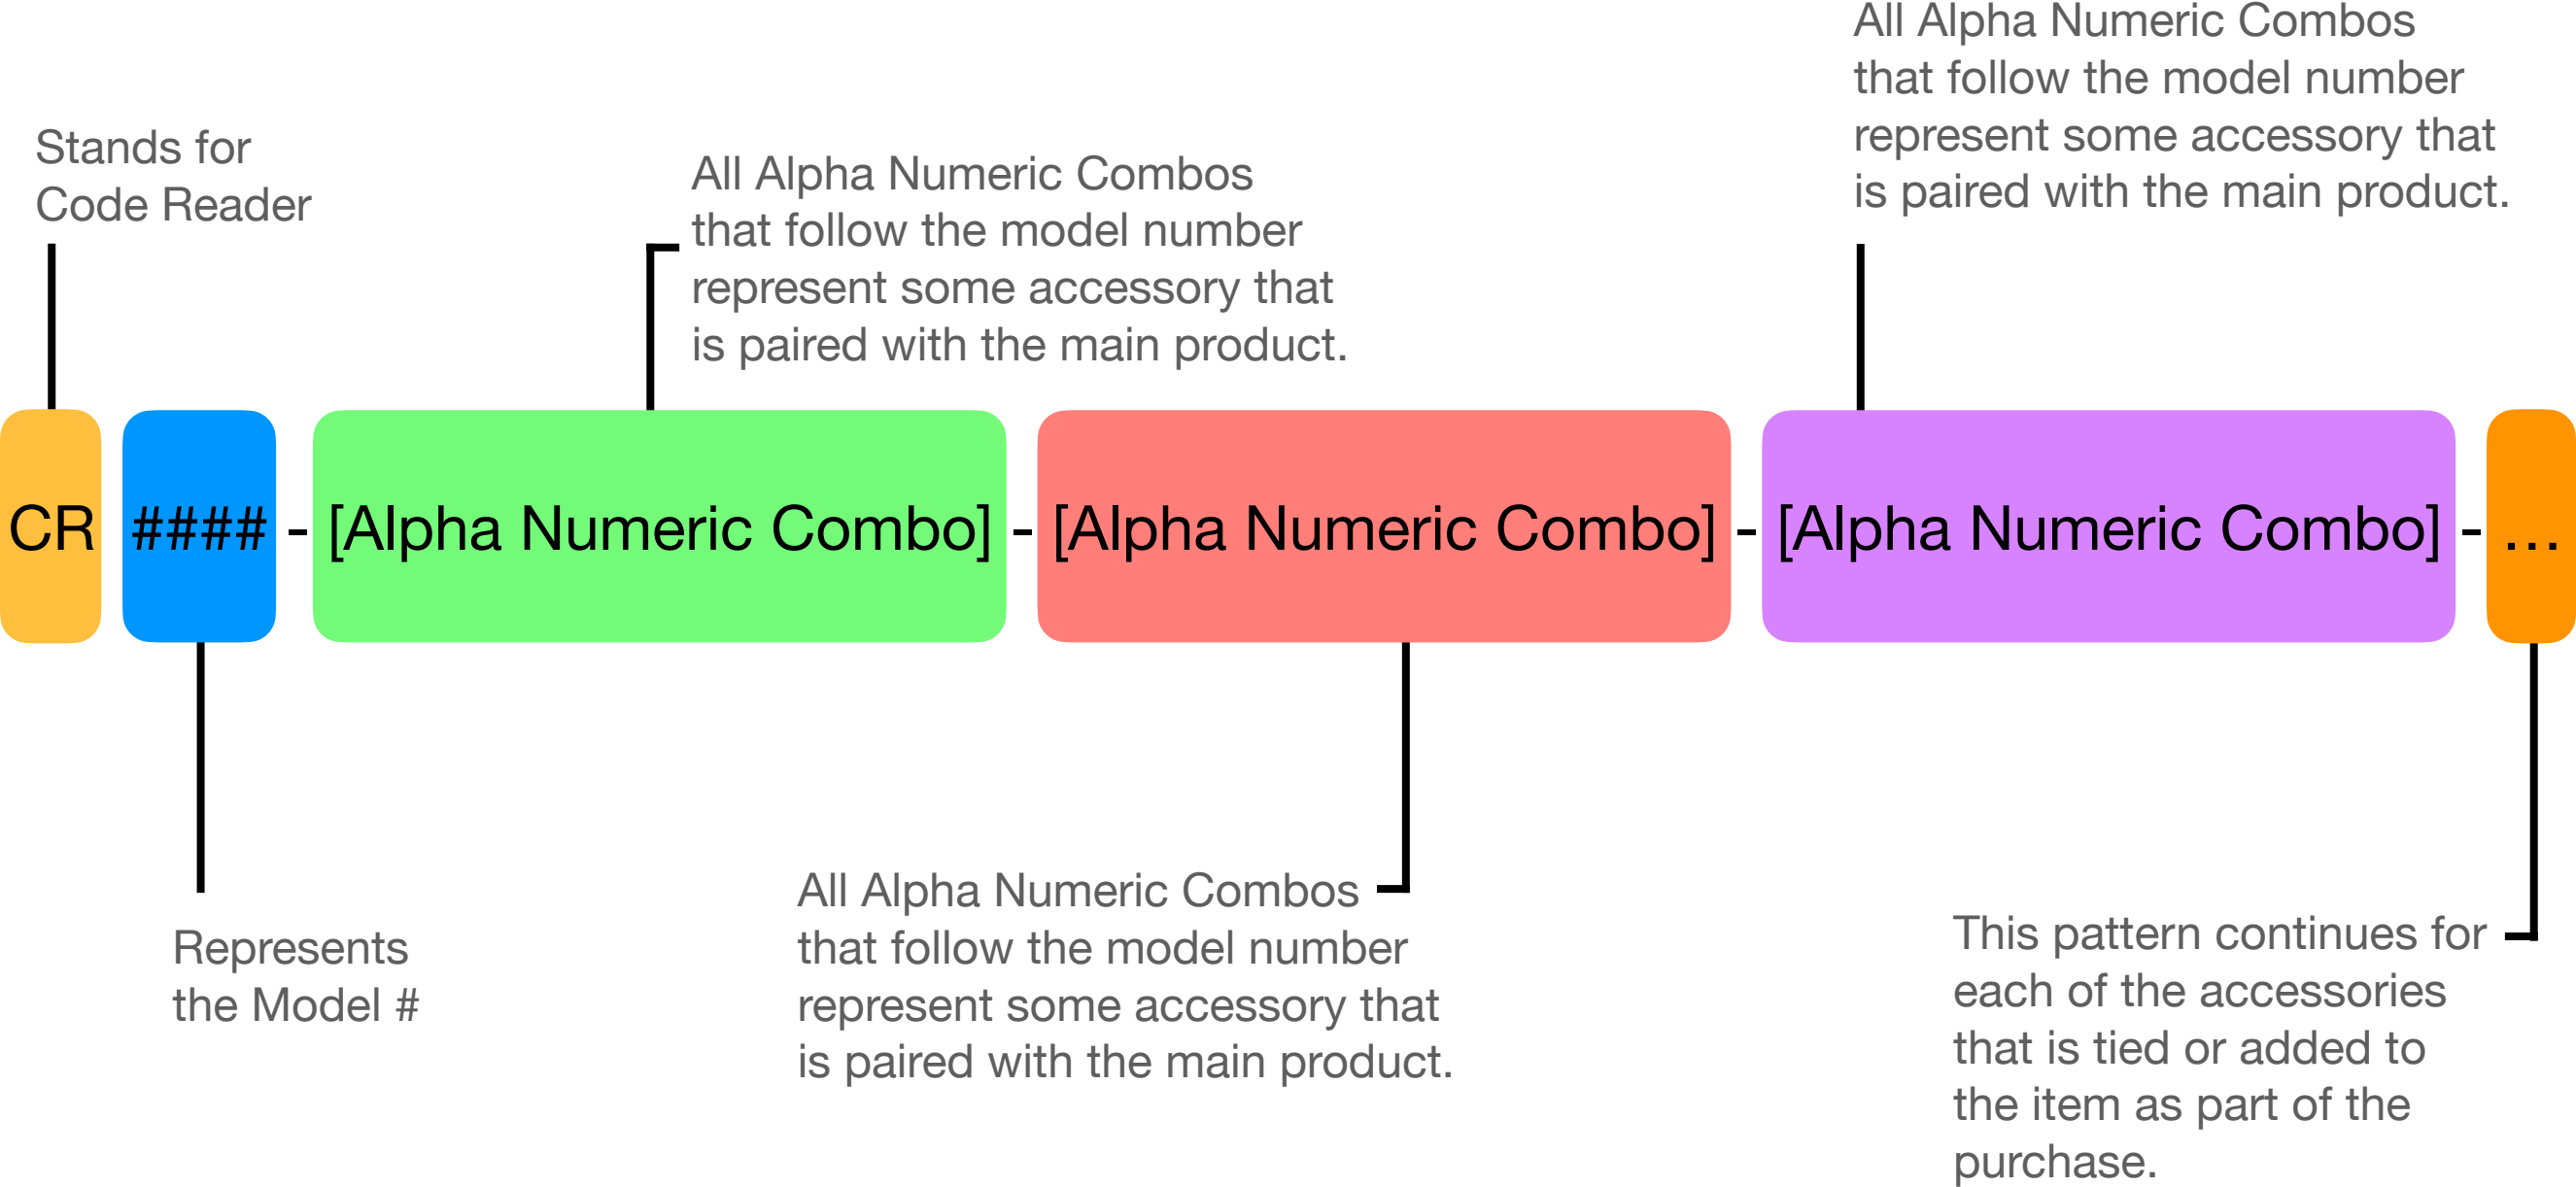 All Alpha Numeric Combos
that follow the model number
represent some accessory that
is paired with the main product.
Stands for
Code Reader
All Alpha Numeric Combos
that follow the model number
represent some accessory that
is paired with the main product.
CR #### - [Alpha Numeric Combo] - [Alpha Numeric Combo] - [Alpha Numeric Combo] - ...
Represents
the Model #
All Alpha Numeric Combos
that follow the model number
represent some accessory that
is paired with the main product.
This pattern continues for
each of the accessories
that is tied or added to
the item as part of the
purchase.